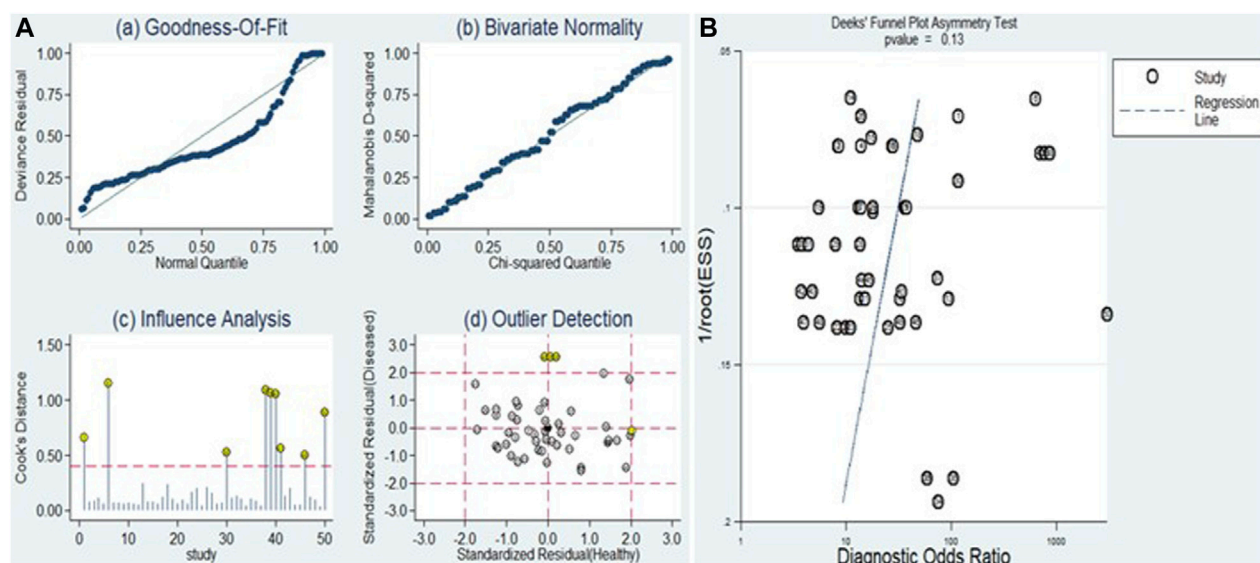 A
(a) Goodness-Of-Fit
Deviance Residual
1.00
0.75
0.50
0.25
0.00
0.00 0.25 0.50 0.75 1.00
Normal Quantile
(b) Bivariate Normality
Mahalanobis D-squared
1.00
0.75
0.50
0.25
0.00
0.00 0.25 0.50 0.75 1.00
Chi-squared Quantile
(c) Influence Analysis
Cook's Distance
1.50
1.00
0.50
0.00
0 10 20 30 40 50
study
(d) Outlier Detection
Standardized Residual(Diseased)
3.0
2.0
1.0
0.0
-1.0
-2.0
-3.0
-3.0 -2.0 -1.0 0.0 1.0 2.0 3.0
Standardized Residual(Healthy)
B
Deeks' Funnel Plot Asymmetry Test
pvalue = 0.13
1/root(ESS)
.05
.1
.15
.2
1 10 100 1000
Diagnostic Odds Ratio
Study
Regression
Line